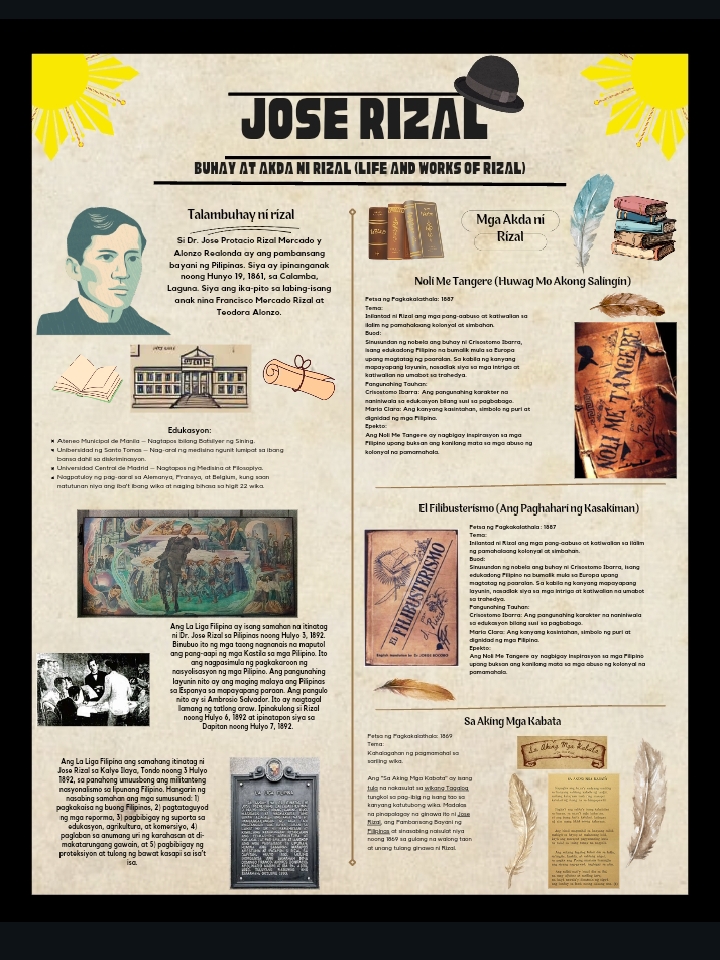 JOSE RIZAL
BUHAY AT AKDA NI RIZAL (LIFE AND WORKS OF RIZAL)
Talambuhay ni rizal
Si Dr. Jose Protacio Rizal Mercado y
Alonzo Realonda ay ang pambansang
bayani ng Pilipinas. Siya ay ipinanganak
noong Hunyo 19, 1861, sa Calamba,
Laguna. Siya ang ika-pito sa labing-isang
anak nina Francisco Mercado Rizal at
Teodora Alonzo.
Edukasyon:
Ateneo Municipal de Manila – Nagtapos bilang Batsilyer ng Sining.
Unibersidad ng Santo Tomas – Nag-aral ng medisina ngunit lumipat sa ibang
bansa dahil sa diskriminasyon.
Universidad Central de Madrid – Nagtapos ng Medisina at Pilosopiya.
Nagpatuloy ng pag-aaral sa Alemanya, P'ransya, at Belgium, kung saan
matutunan niya ang iba't ibang wika at naging bihasa sa higit 22 wika.
Ang La Liga Filipina ay isang samahan na itinatag
ni Dr. Jose Rizal sa Pilipinas noong Hulyo 3, 1892.
Binubuo ito ng mga taong nagnanais na maputol
ang pang-aapi ng mga Kastila sa mga Pilipino. Ito
ang nagpasimula ng pagkakaroon ng
nasyolisasyon ng mga Pilipino. Ang pangunahing
layunin nito ay ang maging malaya ang Pilipinas
sa Espanya sa mapayapang paraan. Ang pangulo
nito ay si Ambrosio Salvador. Ito ay nagtagal
llamang ng tatlong araw. Ipinakulong si Rizal
noong Hulyo 6, 1892 at ipinatapon siya sa
Dapitan noong Hulyo 7, 1892.
Ang La Liga Filipina ang samahang itinatag ni
Jose Rizal sa Kalye Ilaya, Tondo noong 3 Hulyo
1892, sa panahong umuusbong ang militanteng
nasyonalismo sa lipunang Filipino. Hangarin ng
nasabing samahan ang mga sumusunod: 1)
pagkakaisa ng buong Filipinas, 2) pagtataguyod
ng mga reporma, 3) pagbibigay ng suporta sa
edukasyon, agrikultura, at komersiyo, 4)
paglaban sa anumang uri ng karahasan at di-
makatarungang gawain, at 5) pagbibigay ng
proteksiyon at tulong ng bawat kasapi sa isa't
isa.
LA LIGA FILIPINA
Mga Akda ni
Rizal
Noli Me Tangere (Huwag Mo Akong Salingin)
Petsa ng Pagkakalathala: 1887
Tema:
Inilantad ni Rizal ang mga pang-aabuso at katiwalian sa
ilalim ng pamahalaang kolonyal at simbahan.
Buod:
Sinusundan ng nobela ang buhay ni Crisostomo Ibarra,
isang edukadong Filipino na bumalik mula sa Europa
upang magtatag ng paaralan. Sa kabila ng kanyang
mapayapang layunin, nasadlak siya sa mga intriga at
katiwalian na umabot sa trahedya.
Pangunahing Tauhan:
Crisostomo Ibarra: Ang pangunahing karakter na
naniniwala sa edukasyon bilang susi sa pagbabago.
Maria Clara: Ang kanyang kasintahan, simbolo ng puri at
dignidad ng mga Pilipina.
Epekto:
Ang Noli Me Tangere ay nagbigay inspirasyon sa mga
Pilipino upang buksan ang kanilang mata sa mga abuso ng
kolonyal na pamamahala.
NOLI ME TANGERE
El Filibusterismo (Ang Paghahari ng Kasakiman)
EL FILIBUSTERISMO
Petsa ng Pagkakalathala : 1887
Tema:
Inilantad ni Rizal ang mga pang-aabuso at katiwalian sa ilalim
ng pamahalaang kolonyal at simbahan.
Buod:
Sinusundan ng nobela ang buhay ni Crisostomo Ibarra, isang
edukadong Filipino na bumalik mula sa Europa upang
magtatag ng paaralan. Sa kabila ng kanyang mapayapang
layunin, nasadlak siya sa mga intriga at katiwalian na umabot
sa trahedya.
Pangunahing Tauhan:
Crisostomo Ibarra: Ang pangunahing karakter na naniniwala
sa edukasyon bilang susi sa pagbabago.
Maria Clara: Ang kanyang kasintahan, simbolo ng puri at
dignidad ng mga Pilipina.
Epekto:
Ang Noli Me Tangere ay nagbigay inspirasyon sa mga Pilipino
upang buksan ang kanilang mata sa mga abuso ng kolonyal na
pamamahala.
Sa Aking Mga Kabata
Petsa ng Pagkakalathala: 1869
Tema:
Kahalagahan ng pagmamahal sa
sariling wika.
Ang "Sa Aking Mga Kabata" ay isang
tula na nakasulat sa wikang Tagalog
tungkol sa pag-ibig ng isang tao sa
kanyang katutubong wika. Madalas
na pinapalagay na ginawa ito ni Jose
Rizal, ang Pambansang Bayani ng
Pilipinas at sinasabing naisulat niya
noong 1869 sa gulang na walong taon
at unang tulang ginawa ni Rizal.
Sa Aking Mga Kabata
SA AKING MGA KABATA